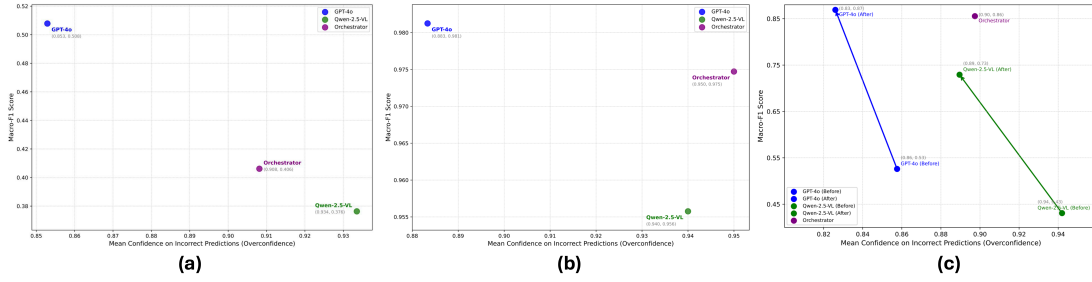 0.52
0.50
0.48
0.46
0.44
0.42
0.40
0.38
Macro-F1 Score
GPT-4o
(0.853, 0.508)
Orchestrator
(0.908, 0.406)
Qwen-2.5-VL
(0.934, 0.376)
GPT-4o
Qwen-2.5-VL
Orchestrator
0.85 0.86 0.87 0.88 0.89 0.90 0.91 0.92 0.93
Mean Confidence on Incorrect Predictions (Overconfidence)
(a)
0.980
0.975
0.970
0.965
0.960
0.955
Macro-F1 Score
GPT-4o
(0.883, 0.981)
Orchestrator
(0.950, 0.975)
Qwen-2.5-VL
(0.940, 0.956)
GPT-4o
Qwen-2.5-VL
Orchestrator
0.88 0.89 0.90 0.91 0.92 0.93 0.94 0.95
Mean Confidence on Incorrect Predictions (Overconfidence)
(b)
0.85
0.75
0.65
0.55
0.45
Macro-F1 Score
(0.83, 0.87)
GPT-4o (After)
(0.90, 0.86)
Orchestrator
(0.89, 0.73)
Qwen-2.5-VL (After)
(0.86, 0.53)
GPT-4o (Before)
(0.94, 0.43)
Qwen-2.5-VL (Before)
GPT-4o (Before)
GPT-4o (After)
Qwen-2.5-VL (Before)
Qwen-2.5-VL (After)
Orchestrator
0.82 0.84 0.86 0.88 0.90 0.92 0.94
Mean Confidence on Incorrect Predictions (Overconfidence)
(c)